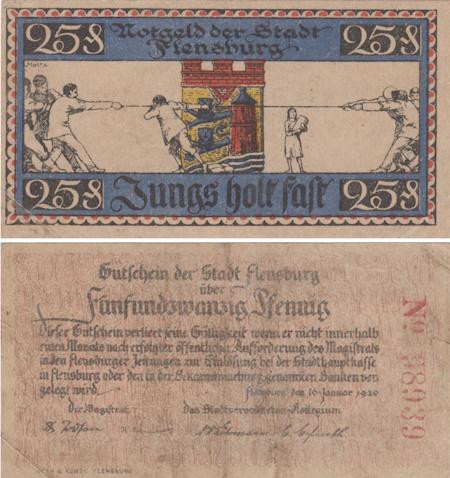 25₰ Notgeld der Stadt 25₰
Flensburg
Holtz
25₰ Jungs holt fast 25₰
Gutschein der Stadt Flensburg
über
Fünfundzwanzig Pfennig
Dieser Gutschein verliert seine Gültigkeit wenn er nicht innerhalb
eines Monats nach erfolgter öffentlicher Aufforderung des Magistrats
in den Flensburger Zeitungen zur Einlösung bei der Stadthauptkasse
in Flensburg oder den in der Bekanntmachung genannten Banken vor-
gelegt wird.
Flensburg den 16. Januar 1920
Der Magistrat das Stadtverordneten-Kollegium
No